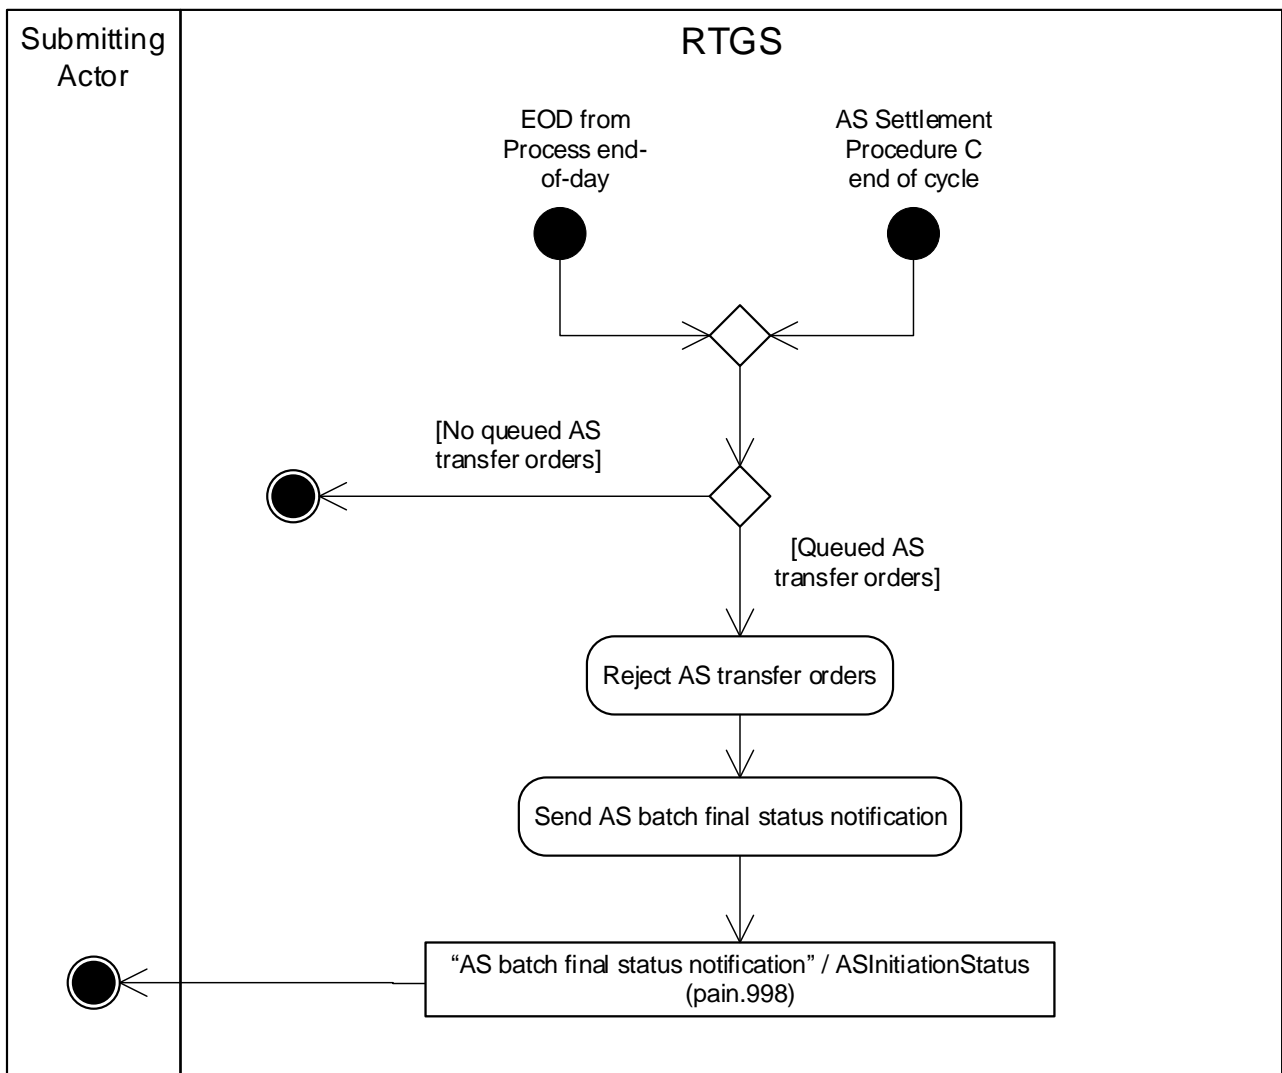 Submitting
Actor
RTGS
EOD from
Process end-
of-day
AS Settlement
Procedure C
end of cycle
[No queued AS
transfer orders]
[Queued AS
transfer orders]
Reject AS transfer orders
Send AS batch final status notification
“AS batch final status notification” / ASInitiationStatus
(pain.998)